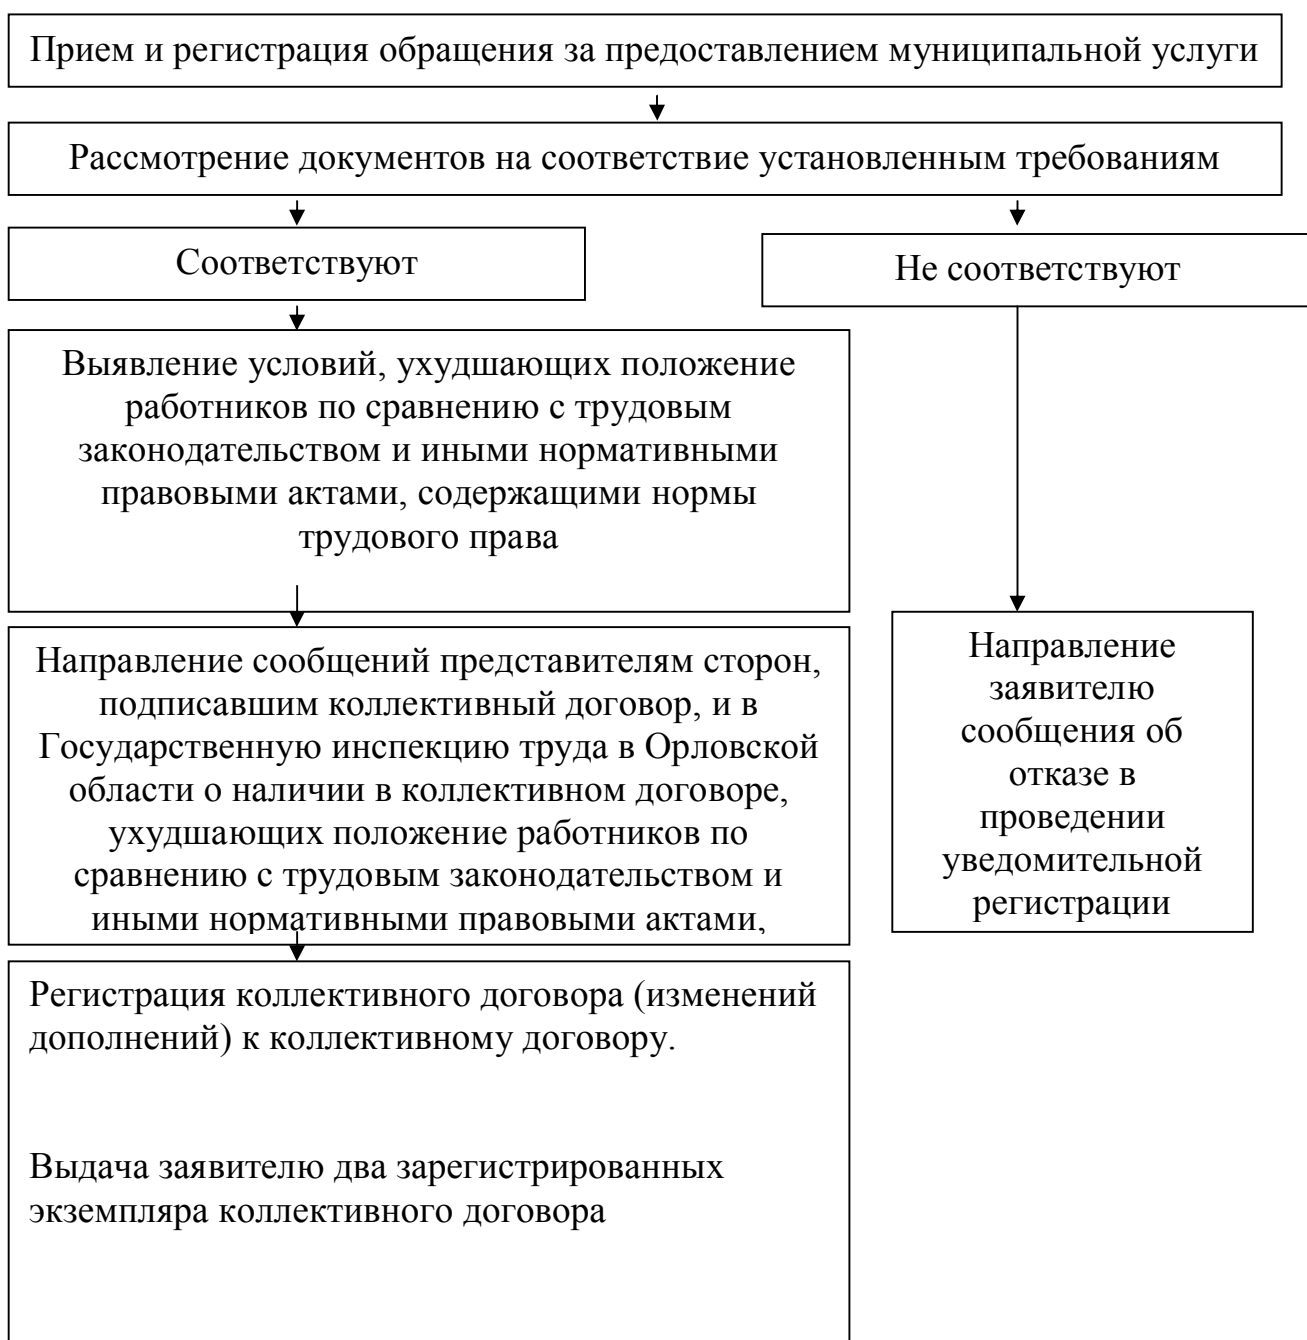 Прием и регистрация обращения за предоставлением муниципальной услуги
Рассмотрение документов на соответствие установленным требованиям
Соответствуют
Не соответствуют
Выявление условий, ухудшающих положение
работников по сравнению с трудовым
законодательством и иными нормативными
правовыми актами, содержащими нормы
трудового права
Направление сообщений представителям сторон,
подписавшим коллективный договор, и в
Государственную инспекцию труда в Орловской
области о наличии в коллективном договоре,
ухудшающих положение работников по
сравнению с трудовым законодательством и
иными нормативными правовыми актами,
Направление
заявителю
сообщения об
отказе в
проведении
уведомительной
регистрации
Регистрация коллективного договора (изменений
дополнений) к коллективному договору.
Выдача заявителю два зарегистрированных
экземпляра коллективного договора